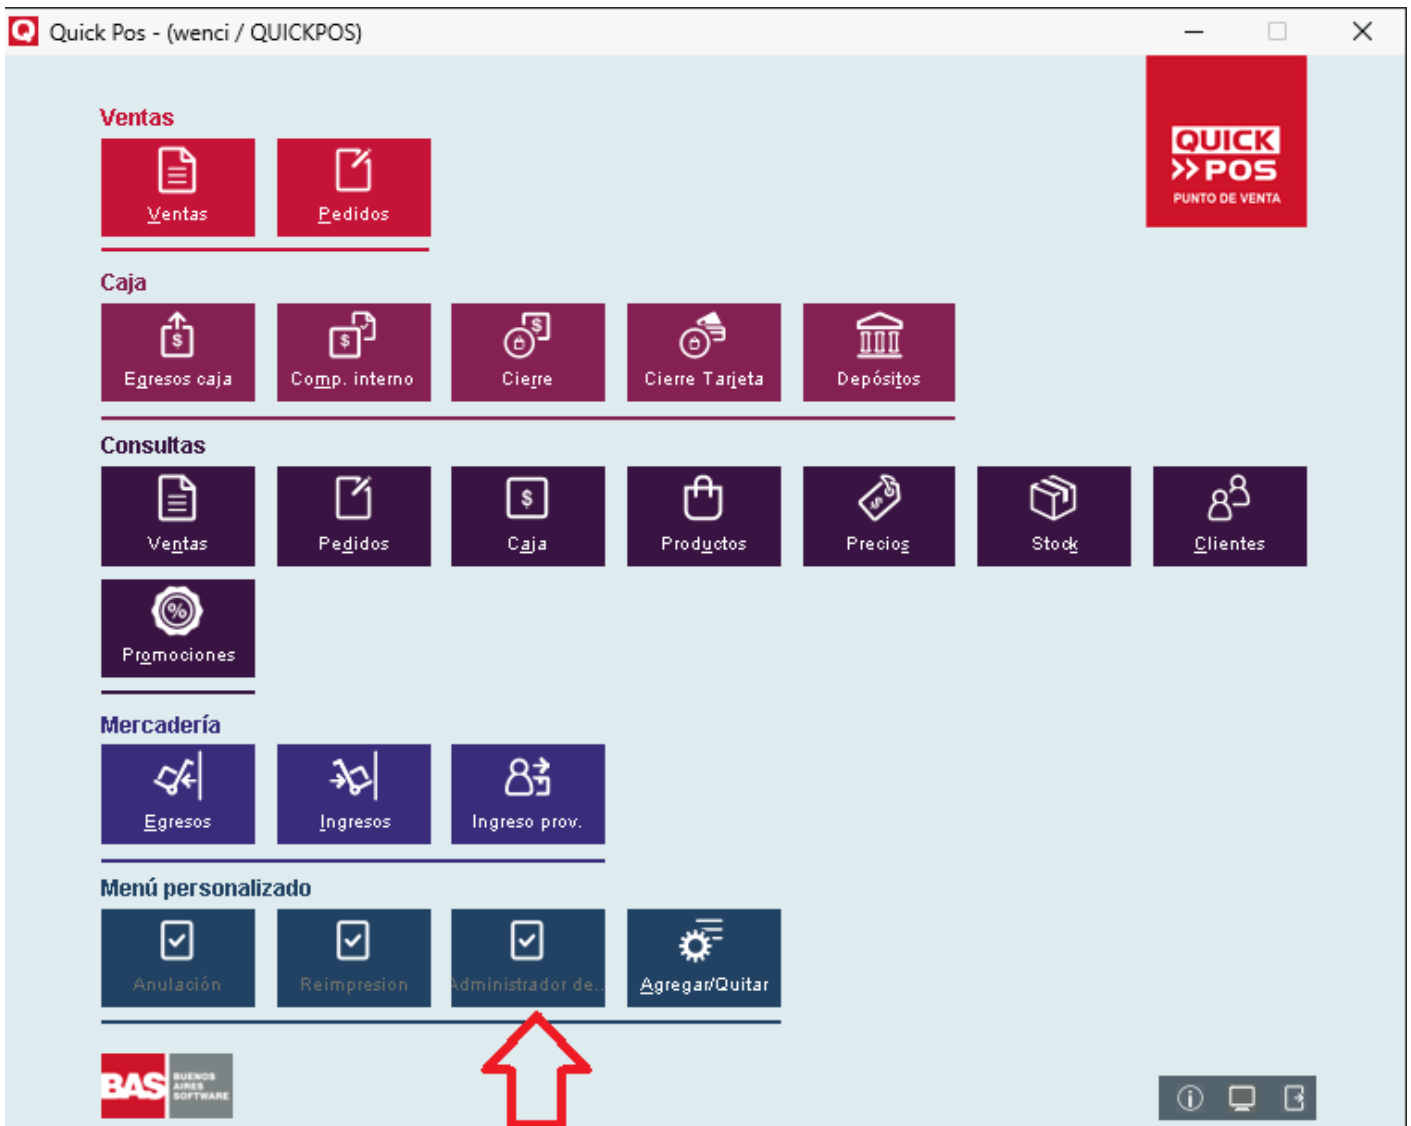 Quick Pos - (wenci / QUICKPOS)
QUICK
>>POS
PUNTO DE VENTA
Ventas
Ventas
Pedidos
Caja
Egresos caja
Comp. interno
Cierre
Cierre Tarjeta
Depósitos
Consultas
Ventas
Pedidos
Caja
Productos
Precios
Stock
Clientes
Promociones
Mercadería
Egresos
Ingresos
Ingreso prov.
Menú personalizado
Anulación
Reimpresion
Administrador de..
Agregar/Quitar
BAS
BUENOS
AIRES
SOFTWARE